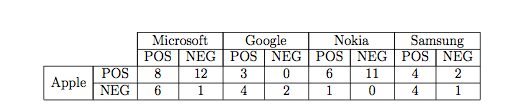 Microsoft Google Nokia Samsung
POS NEG POS NEG POS NEG POS NEG
Apple POS 8 12 3 0 6 11 4 2
NEG 6 1 4 2 1 0 4 1